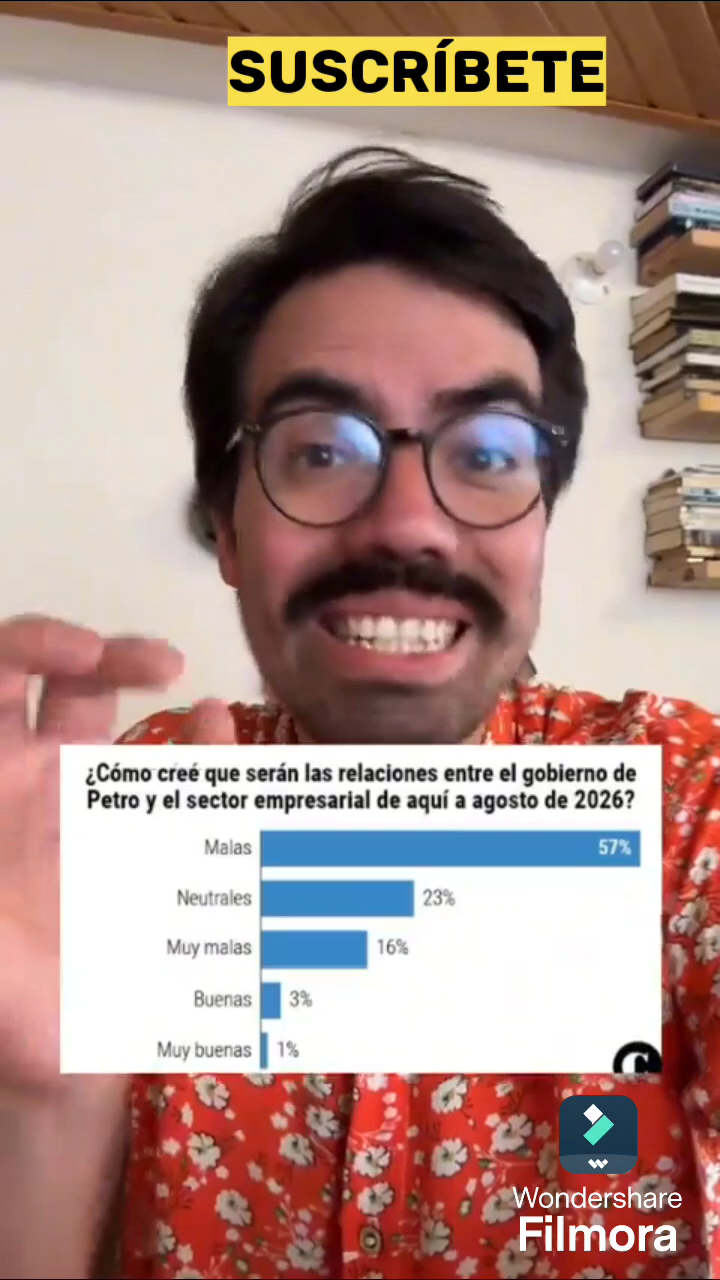 SUSCRÍBETE
¿Cómo creé que serán las relaciones entre el gobierno de
Petro y el sector empresarial de aquí a agosto de 2026?
Malas 57%
Neutrales 23%
Muy malas 16%
Buenas 3%
Muy buenas 1%
C
Wondershare
Filmora